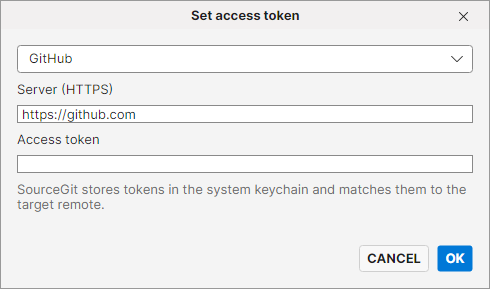 Set access token
GitHub
Server (HTTPS)
https://github.com
Access token
SourceGit stores tokens in the system keychain and matches them to the
target remote.
CANCEL
OK